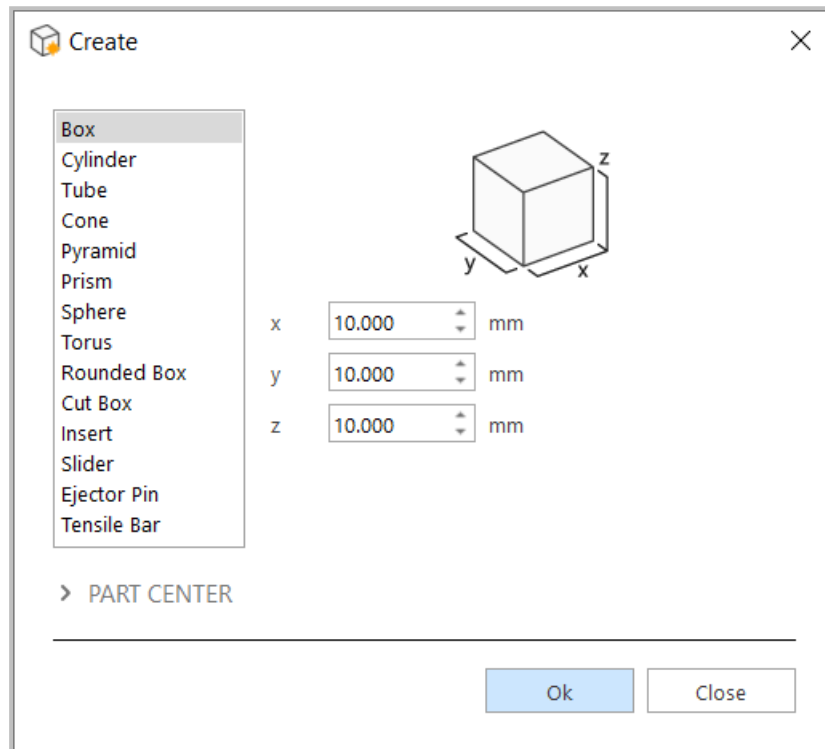 Create
Box
Cylinder
Tube
Cone
Pyramid
Prism
Sphere
Torus
Rounded Box
Cut Box
Insert
Slider
Ejector Pin
Tensile Bar
z
y
x
x 10.000 mm
y 10.000 mm
z 10.000 mm
PART CENTER
Ok Close